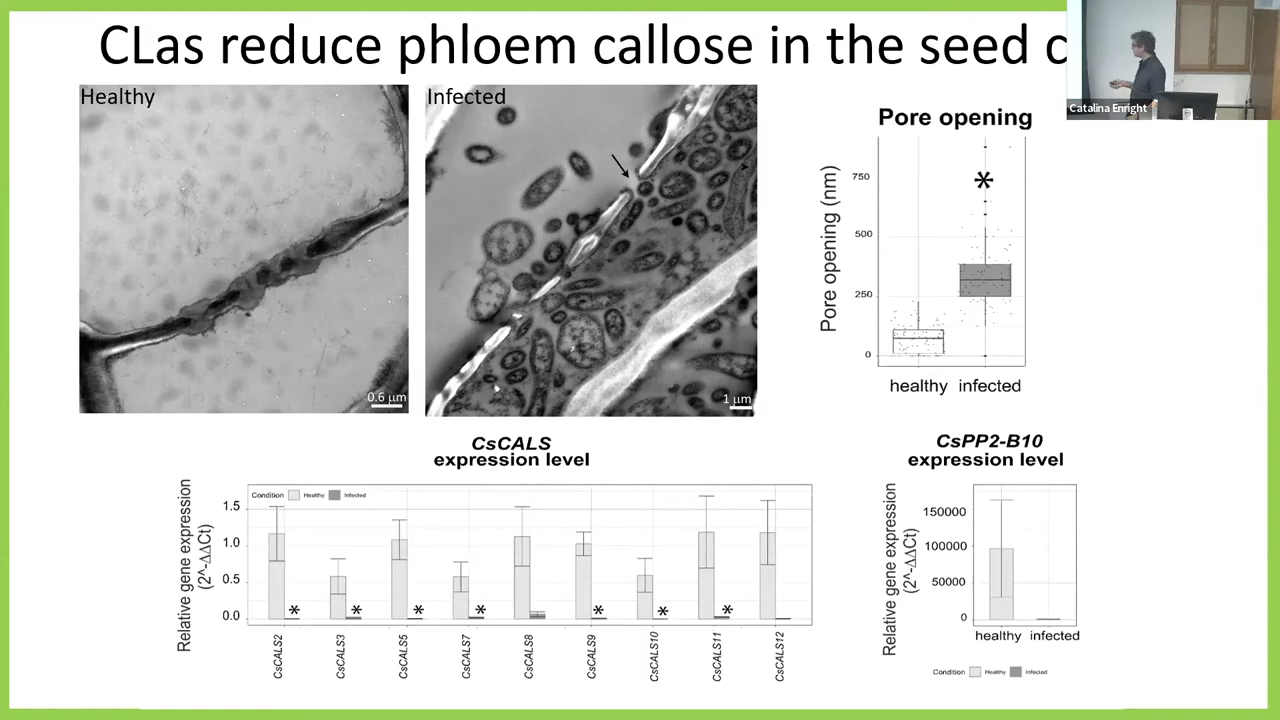 CLas reduce phloem callose in the seed c
Catalina Enright
Healthy
Infected
0.6 µm
1 µm
Pore opening
Pore opening (nm)
750
500
250
0
*
healthy infected
CsCALS
expression level
Relative gene expression
(2^-ΔΔCt)
Condition Healthy Infected
1.5
1.0
0.5
0.0
* * * * * * *
CsCALS2 CsCALS3 CsCALS5 CsCALS7 CsCALS8 CsCALS9 CsCALS10 CsCALS11 CsCALS12
CsPP2-B10
expression level
Relative gene expression
(2^-ΔΔCt)
150000
100000
50000
0
healthy infected
Condition Healthy Infected